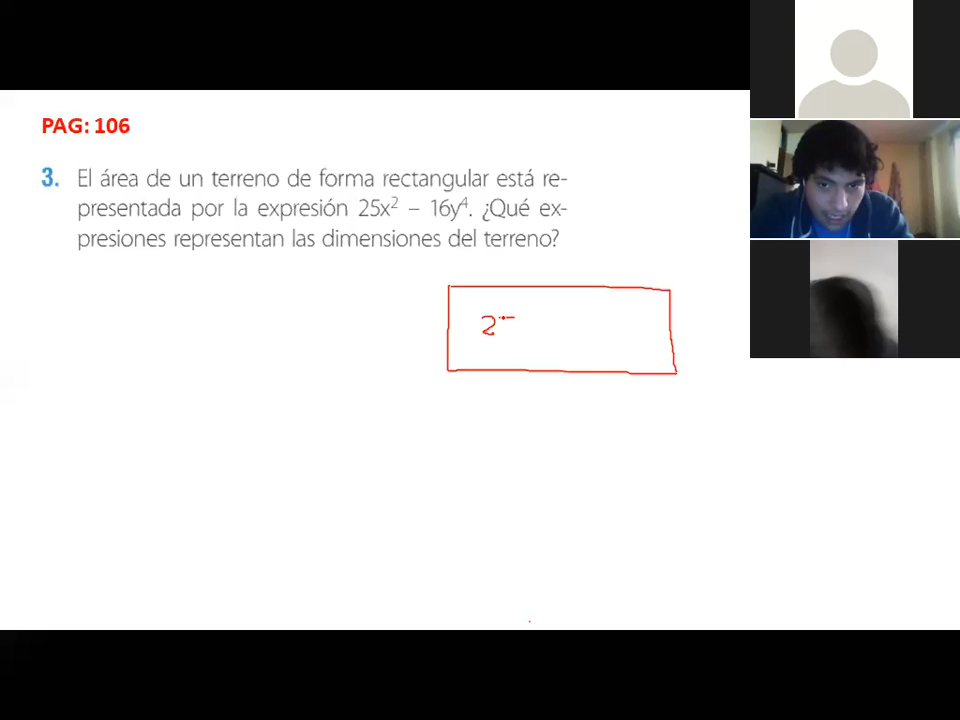 PAG: 106
3. El área de un terreno de forma rectangular está re-
presentada por la expresión 25x² – 16y⁴. ¿Qué ex-
presiones representan las dimensiones del terreno?
2